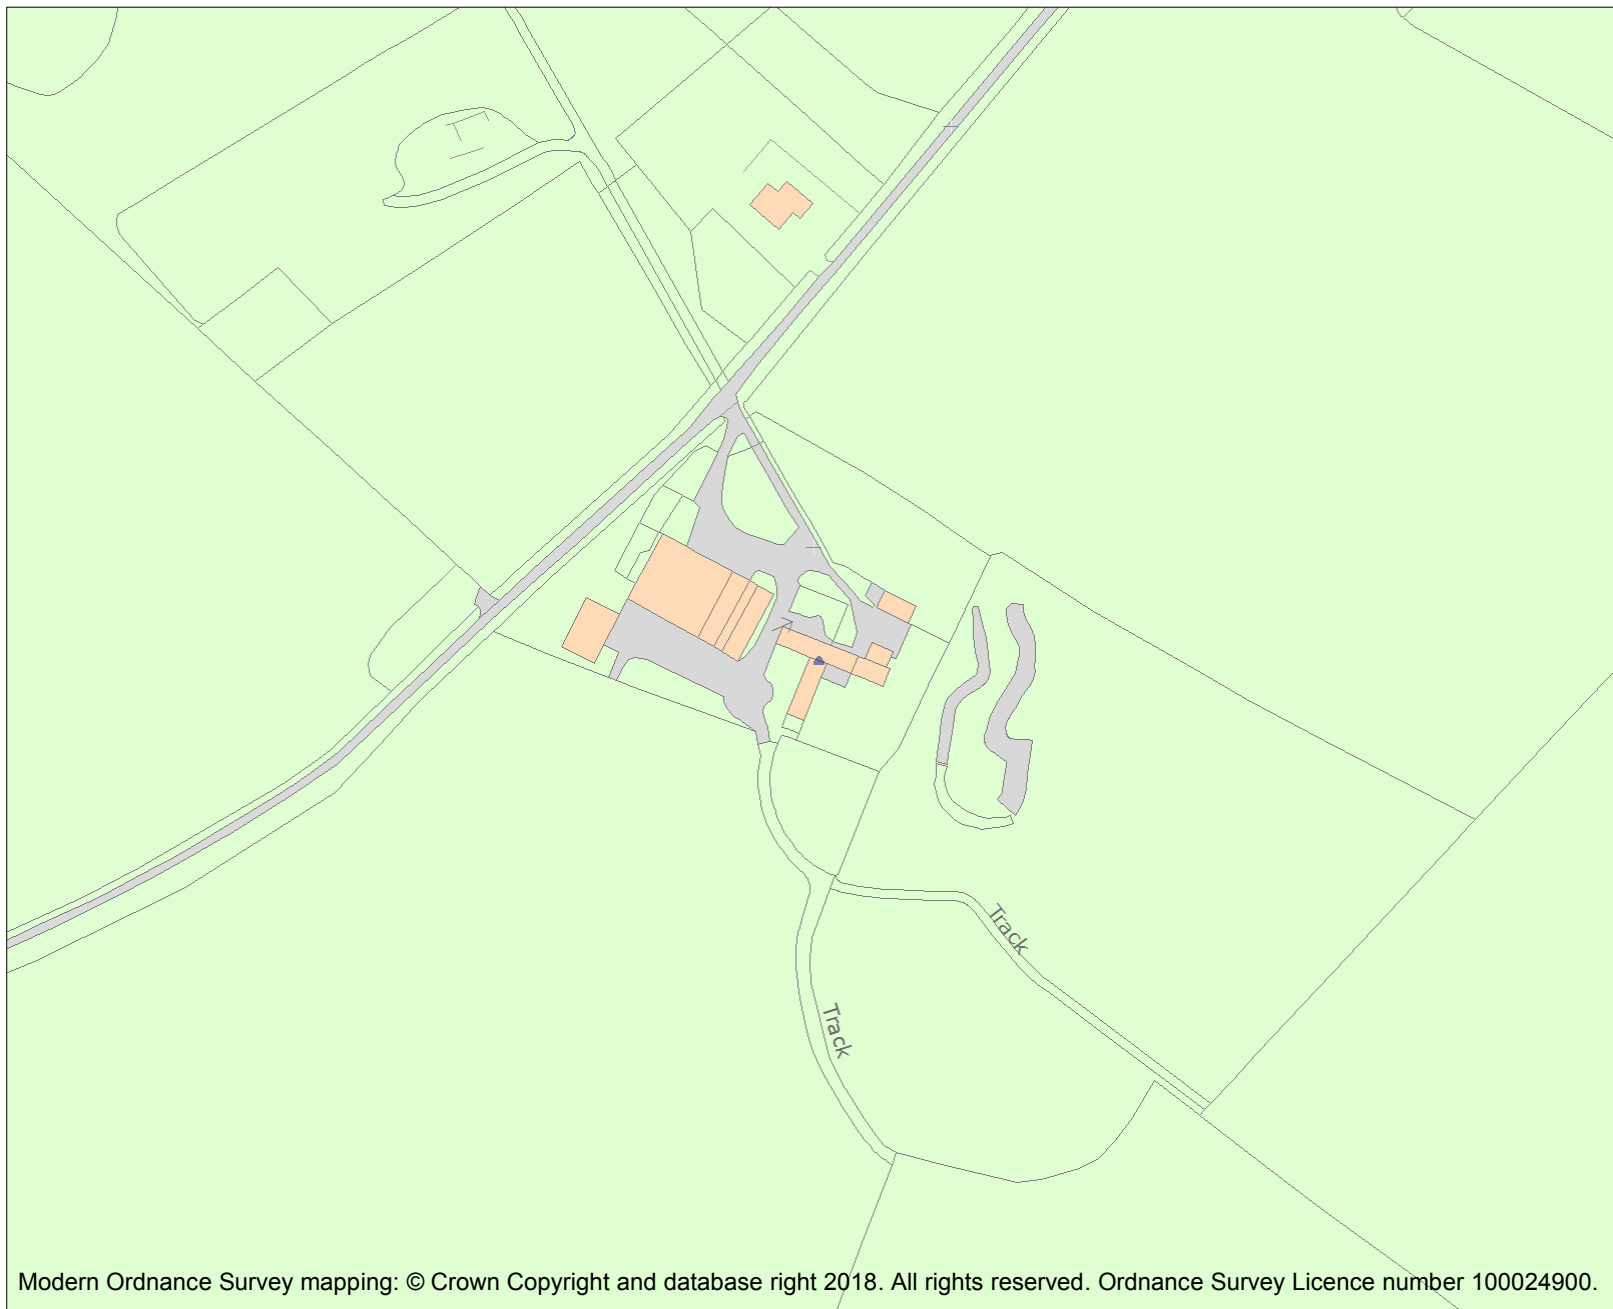 Track
Track
Modern Ordnance Survey mapping: © Crown Copyright and database right 2018. All rights reserved. Ordnance Survey Licence number 100024900.